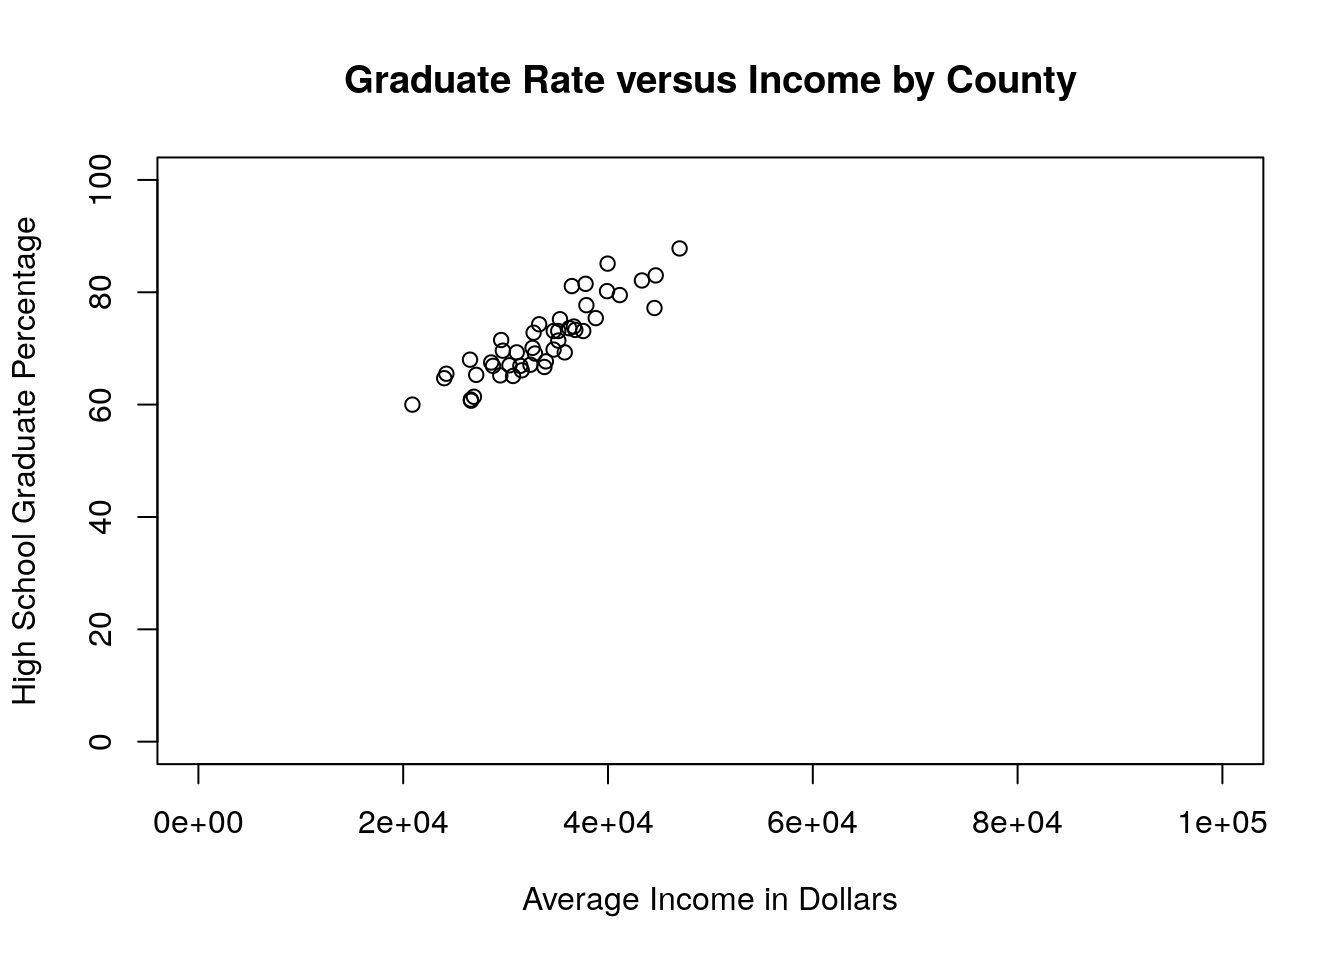 Graduate Rate versus Income by County
High School Graduate Percentage
100
80
60
40
20
0
0e+00 2e+04 4e+04 6e+04 8e+04 1e+05
Average Income in Dollars